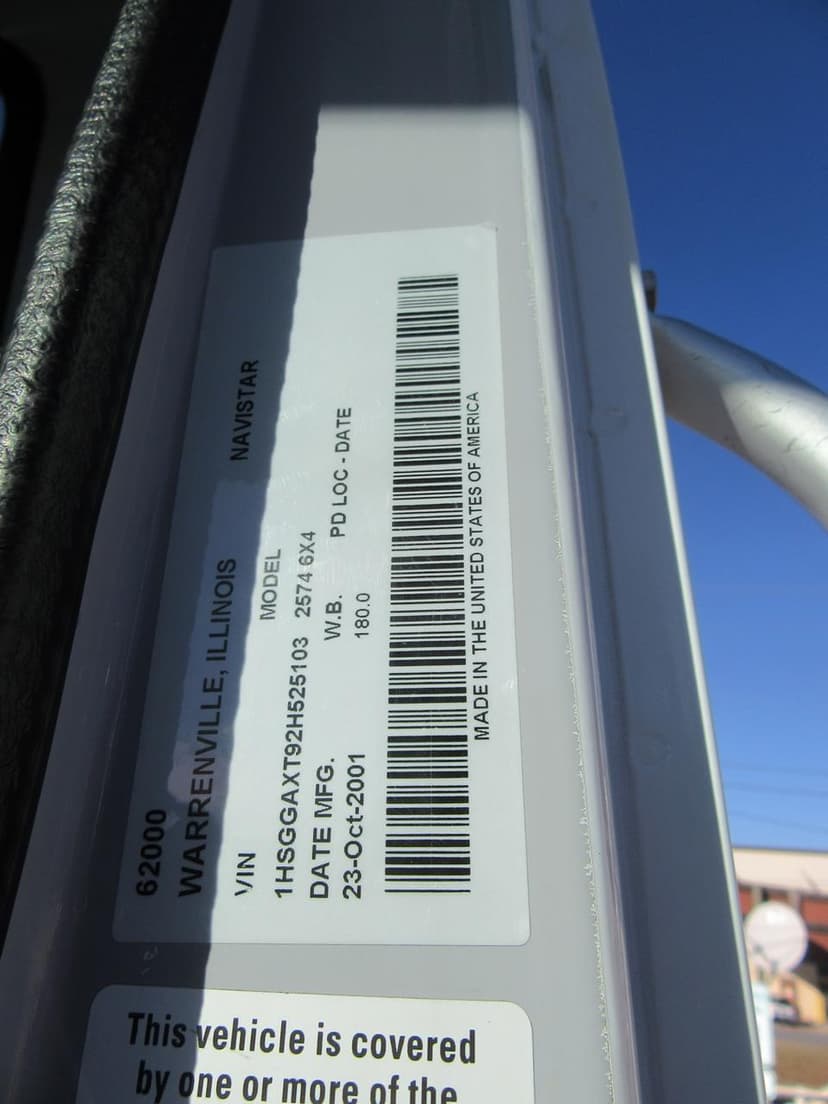 62000
WARRENVILLE, ILLINOIS NAVISTAR
VIN MODEL
1HSGGAXT92H525103 2574 6X4
DATE MFG. W.B. PD LOC - DATE
23-Oct-2001 180.0
MADE IN THE UNITED STATES OF AMERICA
This vehicle is covered
by one or more of the